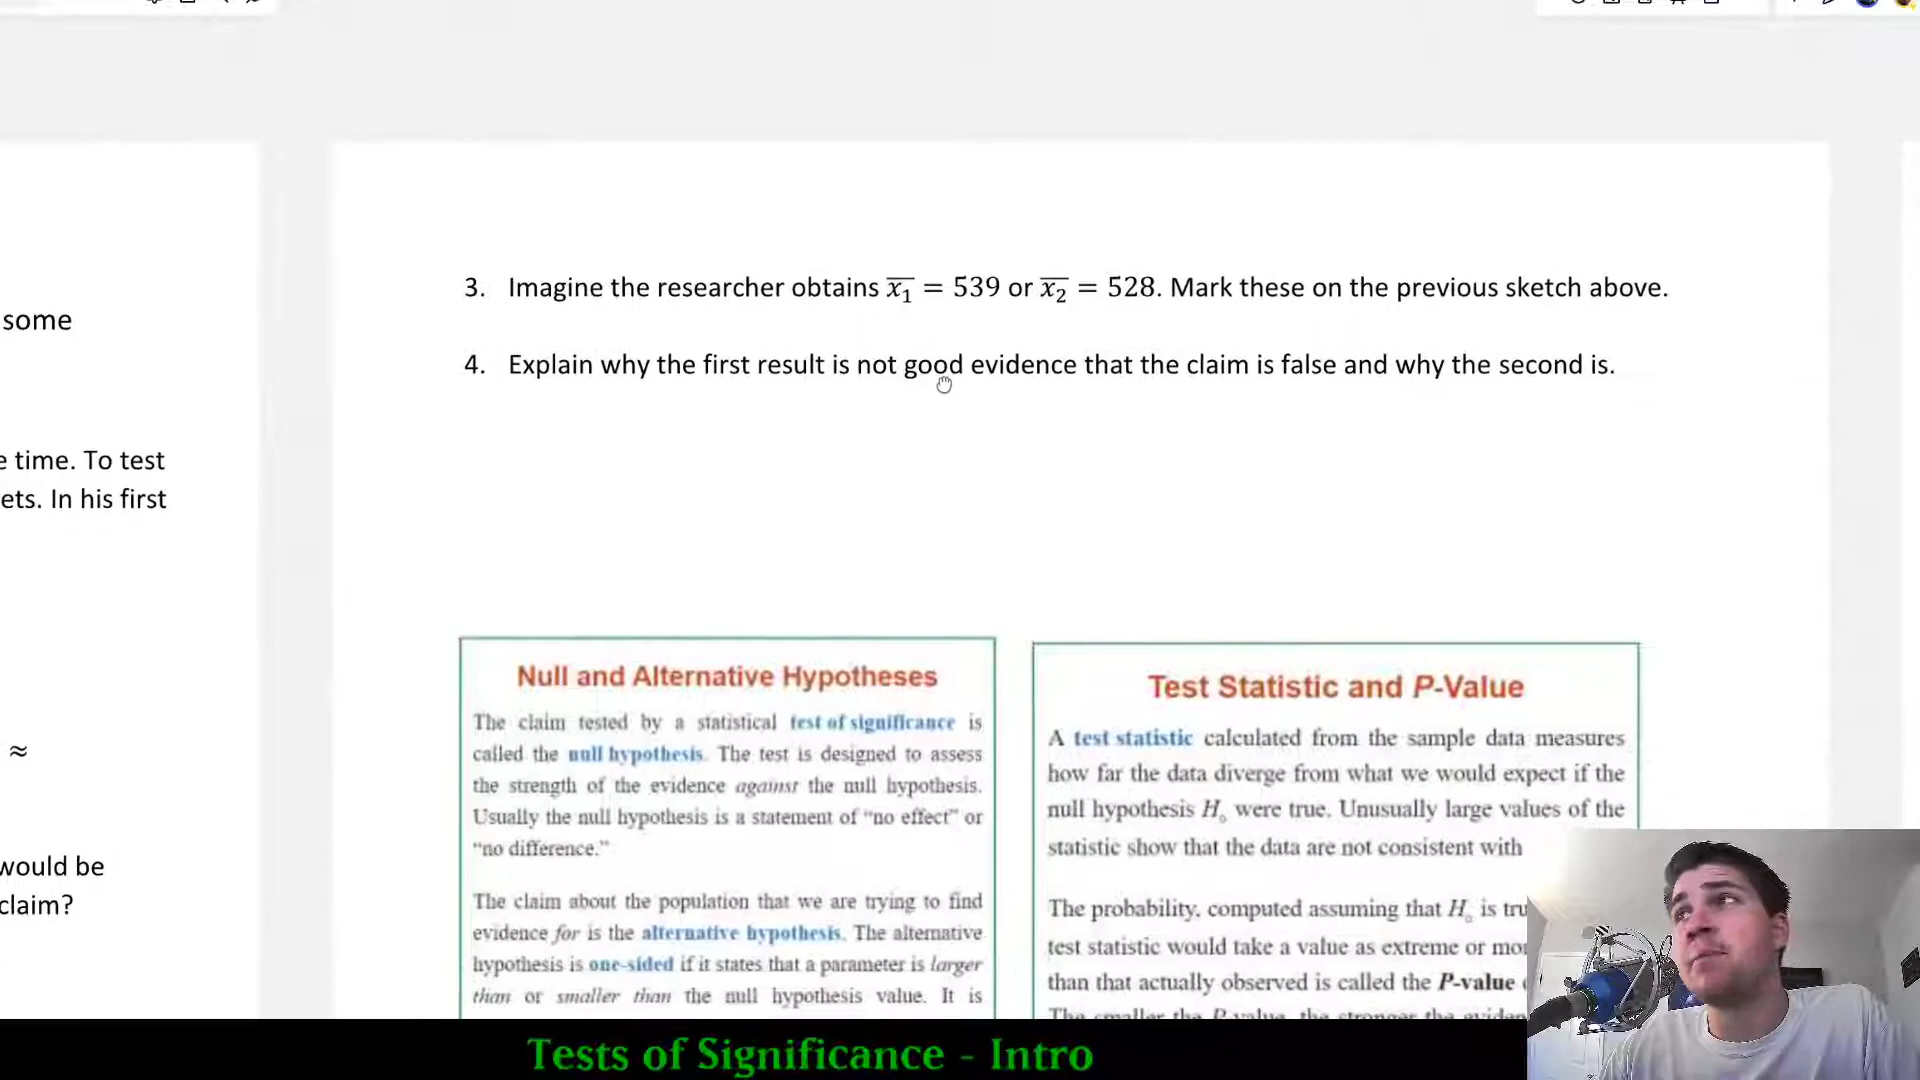 some
e time. To test
ets. In his first
≈
would be
claim?
3. Imagine the researcher obtains x̅₁ = 539 or x̅₂ = 528. Mark these on the previous sketch above.
4. Explain why the first result is not good evidence that the claim is false and why the second is.
Null and Alternative Hypotheses
The claim tested by a statistical test of significance is
called the null hypothesis. The test is designed to assess
the strength of the evidence against the null hypothesis.
Usually the null hypothesis is a statement of “no effect” or
“no difference.”
The claim about the population that we are trying to find
evidence for is the alternative hypothesis. The alternative
hypothesis is one-sided if it states that a parameter is larger
than or smaller than the null hypothesis value. It is
Test Statistic and P-Value
A test statistic calculated from the sample data measures
how far the data diverge from what we would expect if the
null hypothesis Hₒ were true. Unusually large values of the
statistic show that the data are not consistent with
The probability, computed assuming that Hₒ is tru
test statistic would take a value as extreme or mo
than that actually observed is called the P-value
The smaller the P-value, the stronger the eviden
Tests of Significance - Intro